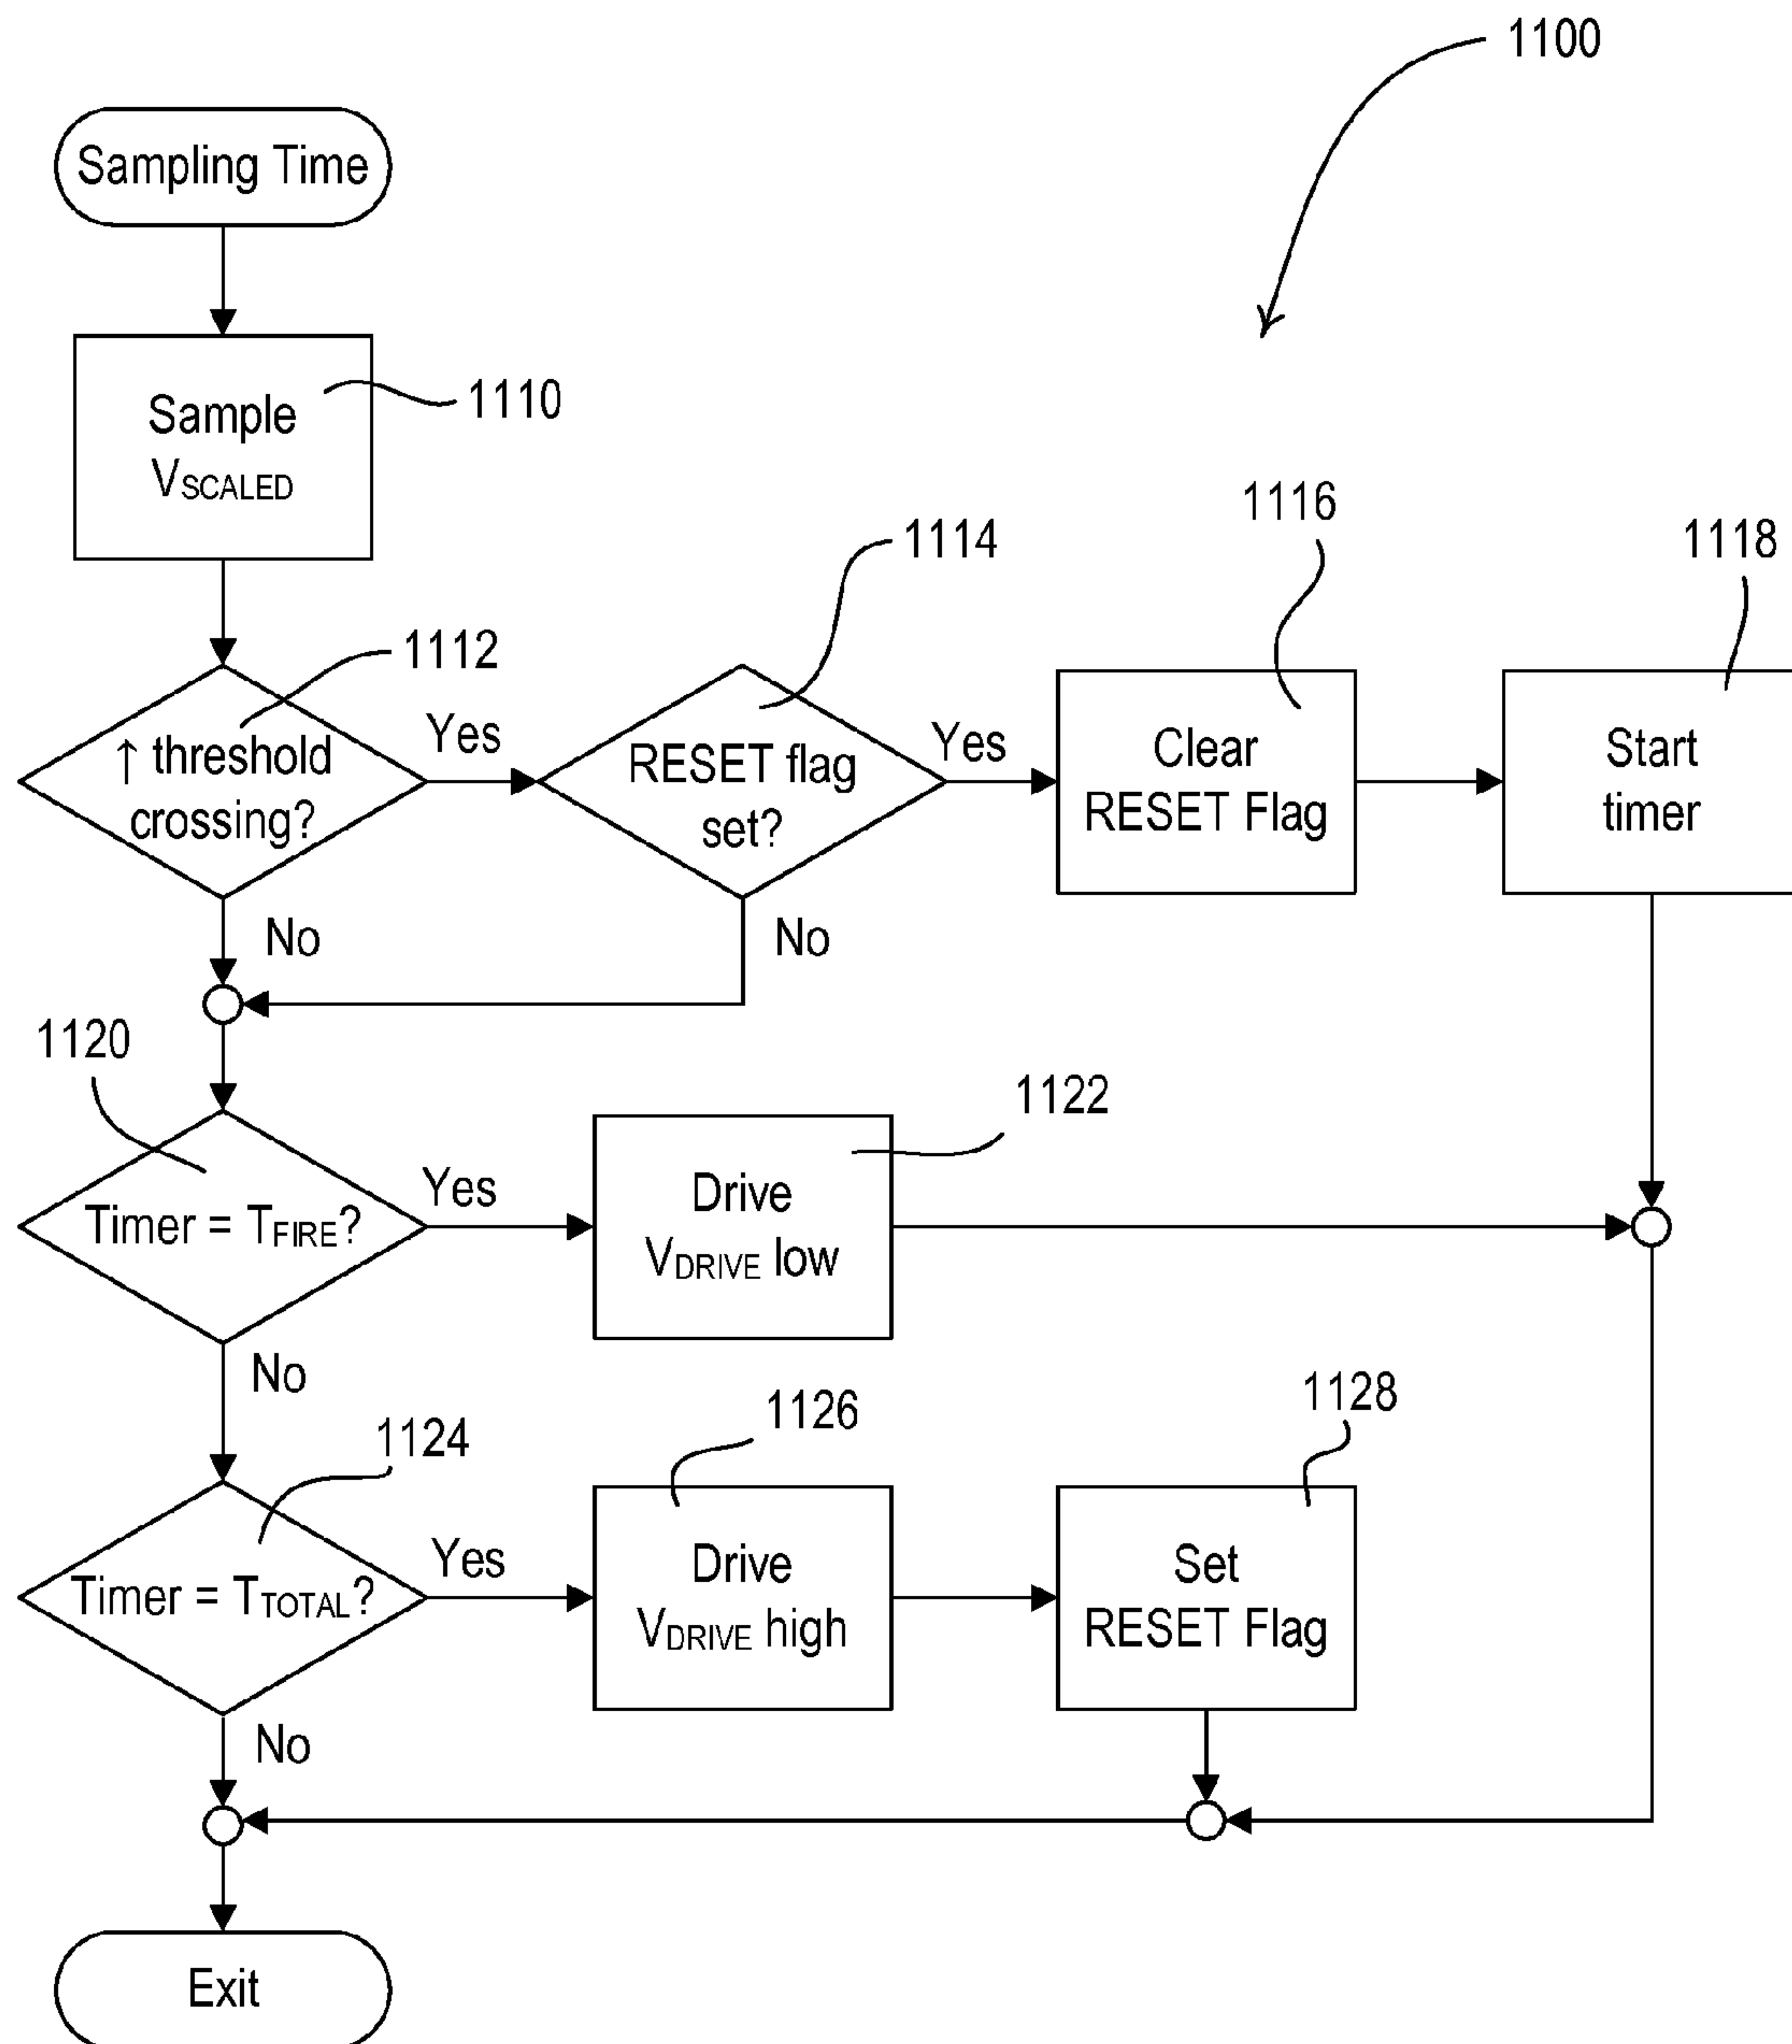 1100
Sampling Time
Sample
VSCALED
1110
1112
↑ threshold
crossing?
Yes
No
1114
RESET flag
set?
Yes
No
1116
Clear
RESET Flag
1118
Start
timer
1120
Timer = TFIRE?
Yes
No
1122
Drive
VDRIVE low
1124
Timer = TTOTAL?
Yes
No
1126
Drive
VDRIVE high
1128
Set
RESET Flag
Exit